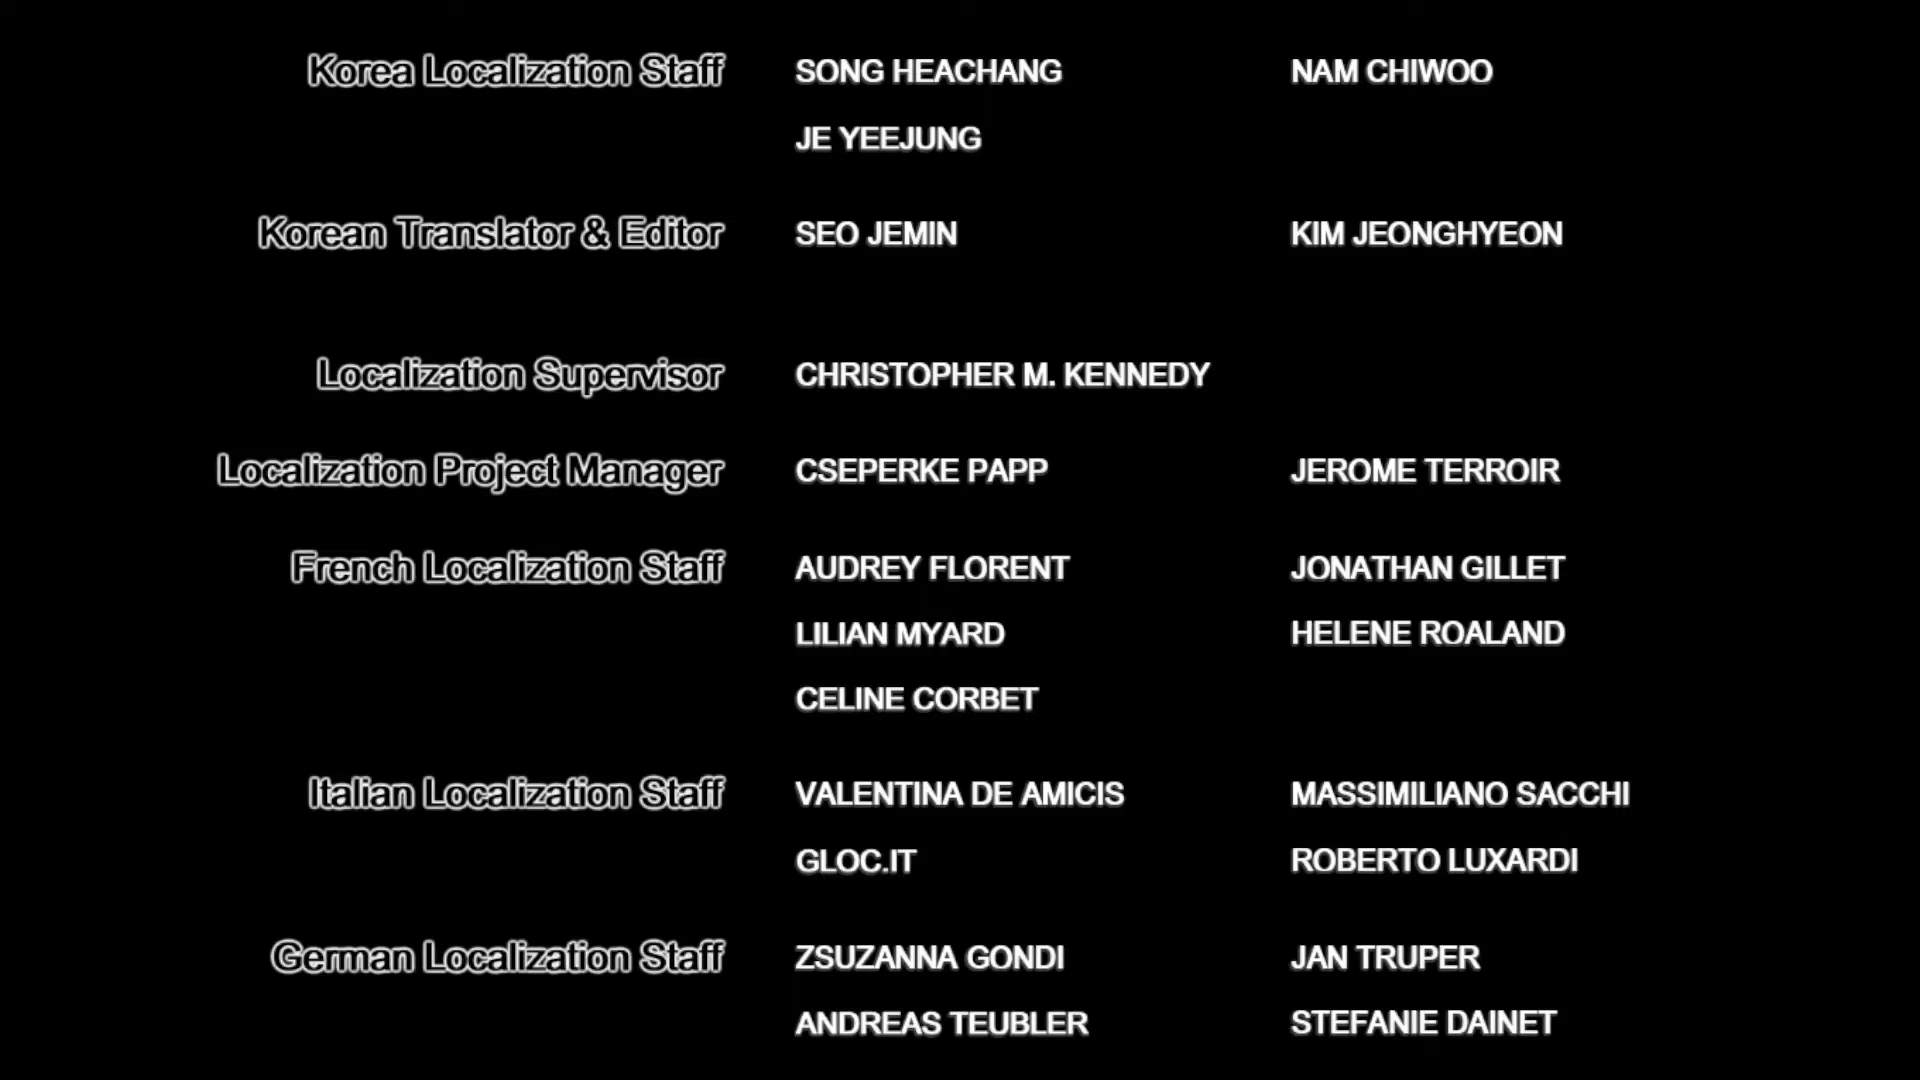 Korea Localization Staff SONG HEACHANG NAM CHIWOO
JE YEEJUNG
Korean Translator & Editor SEO JEMIN KIM JEONGHYEON
Localization Supervisor CHRISTOPHER M. KENNEDY
Localization Project Manager CSEPERKE PAPP JEROME TERROIR
French Localization Staff AUDREY FLORENT JONATHAN GILLET
LILIAN MYARD HELENE ROALAND
CELINE CORBET
Italian Localization Staff VALENTINA DE AMICIS MASSIMILIANO SACCHI
GLOC.IT ROBERTO LUXARDI
German Localization Staff ZSUZANNA GONDI JAN TRUPER
ANDREAS TEUBLER STEFANIE DAINET